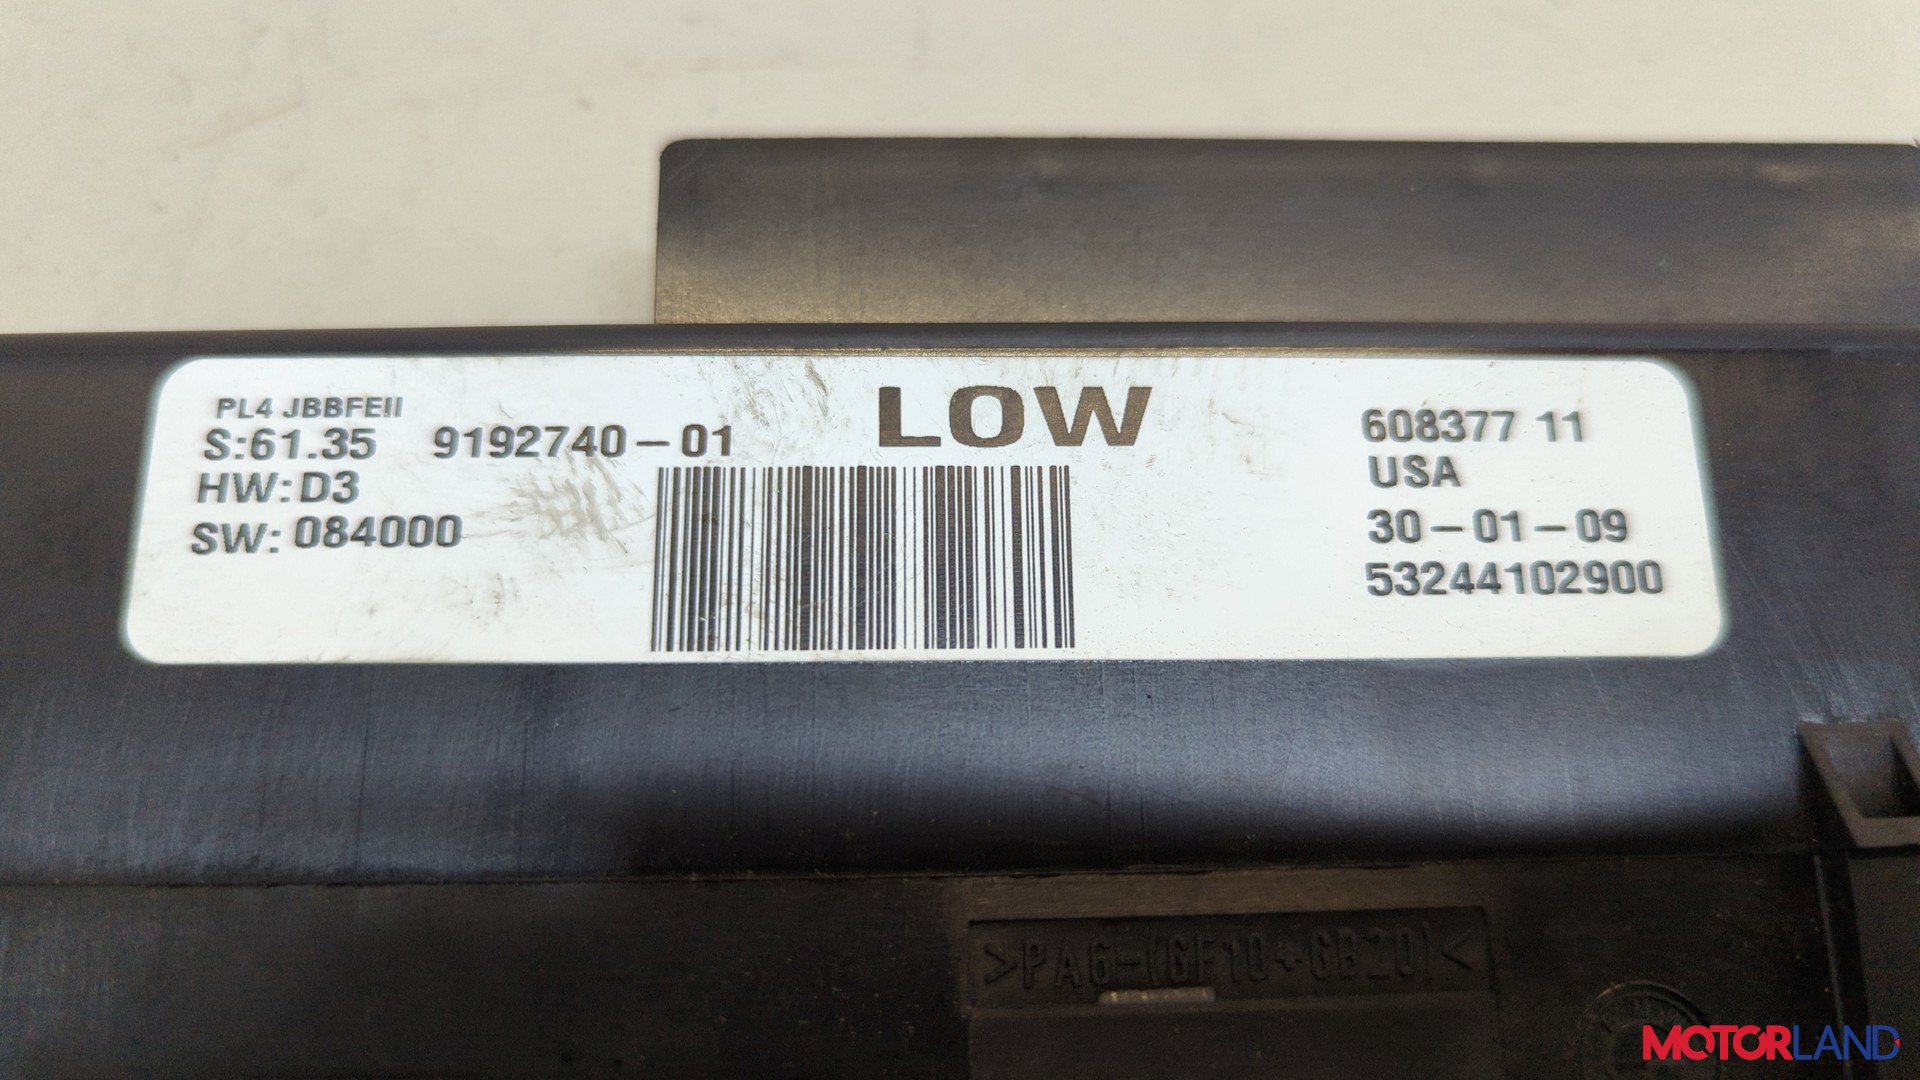 PL4 JBBFEII
S:61.35 9192740-01
HW:D3
SW:084000
LOW
608377 11
USA
30-01-09
53244102900
>PA6-(GF10+GB20)<
MOTORLAND